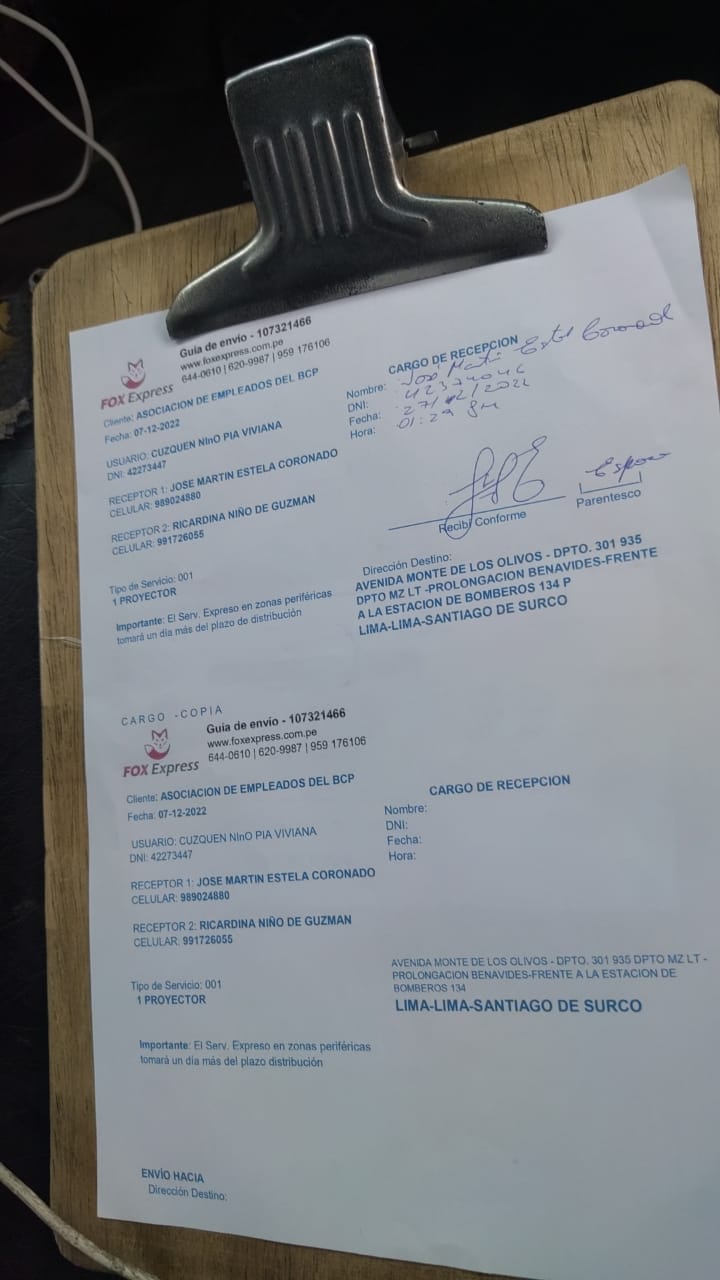 Guia de envio - 107321466
www.foxexpress.com.pe
644-0610 | 620-9987 | 959 176106
FOX Express
Cliente: ASOCIACION DE EMPLEADOS DEL BCP
Fecha: 07-12-2022
USUARIO: CUZQUEN NInO PIA VIVIANA
DNI: 42273447
RECEPTOR 1: JOSE MARTIN ESTELA CORONADO
CELULAR: 989024880
RECEPTOR 2: RICARDINA NIÑO DE GUZMAN
CELULAR: 991726055
Tipo de Servicio: 001
1 PROYECTOR
Importante: El Serv. Expreso en zonas periféricas
tomará un día más del plazo de distribución
CARGO DE RECEPCION
Nombre: José Martin
DNI:
Fecha: 27/12/2022
Hora: 01:29
Recibi Conforme
Esposo
Parentesco
Dirección Destino:
AVENIDA MONTE DE LOS OLIVOS - DPTO. 301 935
DPTO MZ LT -PROLONGACION BENAVIDES-FRENTE
A LA ESTACION DE BOMBEROS 134 P
LIMA-LIMA-SANTIAGO DE SURCO
CARGO -COPIA
Guia de envio - 107321466
www.foxexpress.com.pe
644-0610 | 620-9987 | 959 176106
FOX Express
Cliente: ASOCIACION DE EMPLEADOS DEL BCP
Fecha: 07-12-2022
USUARIO: CUZQUEN NInO PIA VIVIANA
DNI: 42273447
RECEPTOR 1: JOSE MARTIN ESTELA CORONADO
CELULAR: 989024880
RECEPTOR 2: RICARDINA NIÑO DE GUZMAN
CELULAR: 991726055
Tipo de Servicio: 001
1 PROYECTOR
Importante: El Serv. Expreso en zonas periféricas
tomará un día más del plazo distribución
CARGO DE RECEPCION
Nombre:
DNI:
Fecha:
Hora:
AVENIDA MONTE DE LOS OLIVOS - DPTO. 301 935 DPTO MZ LT -
PROLONGACION BENAVIDES-FRENTE A LA ESTACION DE
BOMBEROS 134
LIMA-LIMA-SANTIAGO DE SURCO
ENVÍO HACIA
Dirección Destino: